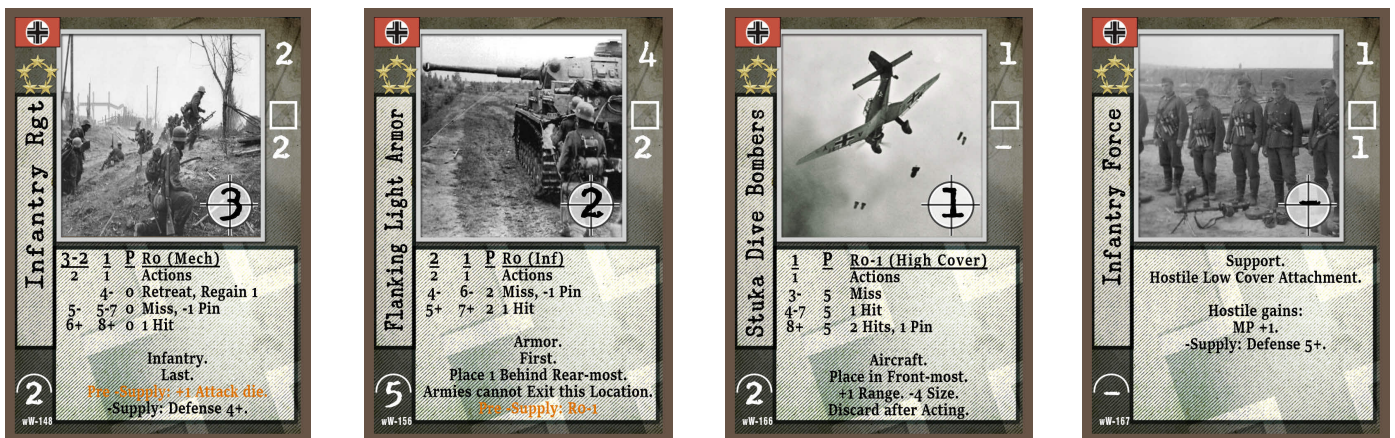 Infantry Rgt
2
2
3
3-2 1 P R0 (Mech)
2 1 Actions
4- 0 Retreat, Regain 1
5- 5-7 0 Miss, -1 Pin
6+ 8+ 0 1 Hit
Infantry.
Last.
Pre -Supply: +1 Attack die.
-Supply: Defense 4+.
2
wW-148
Flanking Light Armor
4
2
2
2 1 P R0 (Inf)
2 1 Actions
4- 6- 2 Miss, -1 Pin
5+ 7+ 2 1 Hit
Armor.
First.
Place 1 Behind Rear-most.
Armies cannot Exit this Location.
Pre -Supply: R0-1
5
wW-156
Stuka Dive Bombers
1
-
1
1 P R0-1 (High Cover)
1 Actions
3- 5 Miss
4-7 5 1 Hit
8+ 5 2 Hits, 1 Pin
Aircraft.
Place in Front-most.
+1 Range. -4 Size.
Discard after Acting.
2
wW-166
Infantry Force
1
1
-
Support.
Hostile Low Cover Attachment.
Hostile gains:
MP +1.
-Supply: Defense 5+.
-
wW-167